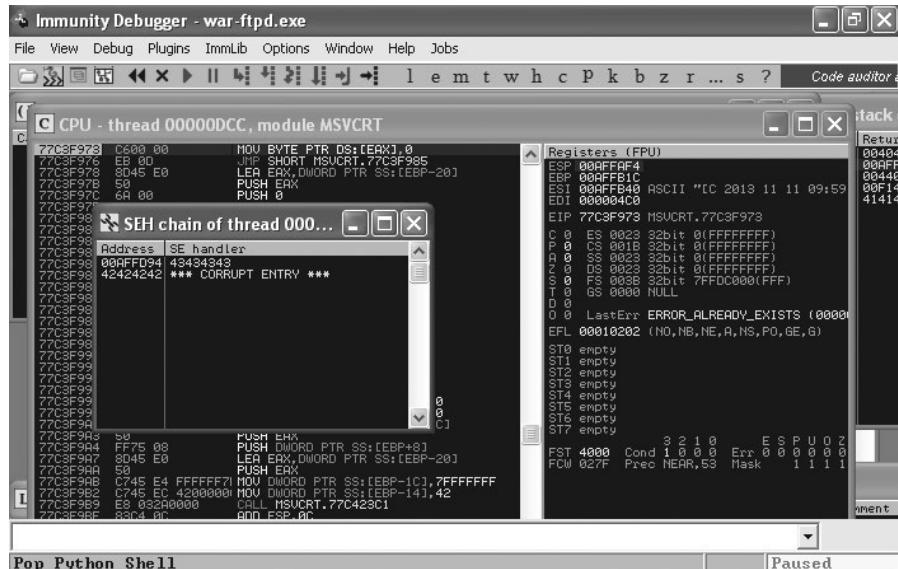 Immunity Debugger - war-ftpd.exe
File View Debug Plugins ImmLib Options Window Help Jobs
l e m t w h c P k b z r ... s ? Code auditor a
stack
CPU - thread 00000DCC, module MSVCRT
Retur
77C3F973 C600 00 MOV BYTE PTR DS:[EAX],0
77C3F976 EB 0D JMP SHORT MSVCRT.77C3F985
77C3F978 8D45 E0 LEA EAX,DWORD PTR SS:[EBP-20]
77C3F97B 50 PUSH EAX
77C3F97C 6A 00 PUSH 0
SEH chain of thread 000...
Address SE handler
00AFFD94 43434343
42424242 *** CORRUPT ENTRY ***
77C3F9A3 50 PUSH EAX
77C3F9A4 FF75 08 PUSH DWORD PTR SS:[EBP+8]
77C3F9A7 8D45 E0 LEA EAX,DWORD PTR SS:[EBP-20]
77C3F9AA 50 PUSH EAX
77C3F9AB C745 E4 FFFFFF7 MOV DWORD PTR SS:[EBP-1C],7FFFFFFF
77C3F9B2 C745 EC 4200000 MOV DWORD PTR SS:[EBP-14],42
77C3F9B9 E8 032A0000 CALL MSVCRT.77C423C1
77C3F9BE 83C4 0C ADD ESP,0C
Registers (FPU)
ESP 00AFFAF4
EBP 00AFFB1C
ESI 00AFFB40 ASCII "IC 2013 11 11 09:59
EDI 000004C0
EIP 77C3F973 MSVCRT.77C3F973
C 0 ES 0023 32bit 0(FFFFFFFF)
P 0 CS 001B 32bit 0(FFFFFFFF)
A 0 SS 0023 32bit 0(FFFFFFFF)
Z 0 DS 0023 32bit 0(FFFFFFFF)
S 0 FS 003B 32bit 7FFDC000(FFF)
T 0 GS 0000 NULL
D 0
O 0 LastErr ERROR_ALREADY_EXISTS (0000
EFL 00010202 (NO,NB,NE,A,NS,PO,GE,G)
ST0 empty
ST1 empty
ST2 empty
ST3 empty
ST4 empty
ST5 empty
ST6 empty
ST7 empty
3 2 1 0 E S P U O Z
FST 4000 Cond 1 0 0 0 Err 0 0 0 0 0 0
FCW 027F Prec NEAR,53 Mask 1 1 1 1
00404
00AFF
00440
00F14
41414
mment
Pop Python Shell
Paused